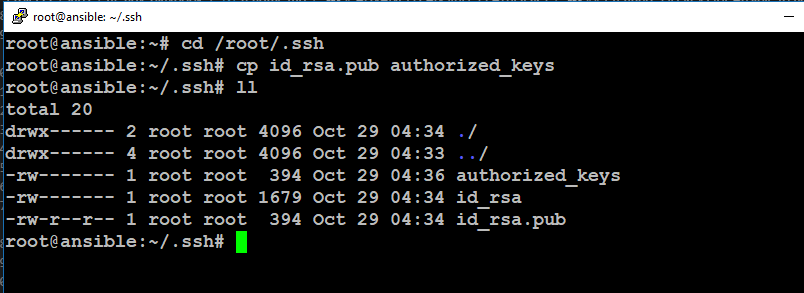 root@ansible: ~/.ssh
root@ansible:~# cd /root/.ssh
root@ansible:~/.ssh# cp id_rsa.pub authorized_keys
root@ansible:~/.ssh# ll
total 20
drwx------ 2 root root 4096 Oct 29 04:34 ./
drwx------ 4 root root 4096 Oct 29 04:33 ../
-rw------- 1 root root  394 Oct 29 04:36 authorized_keys
-rw------- 1 root root 1679 Oct 29 04:34 id_rsa
-rw-r--r-- 1 root root  394 Oct 29 04:34 id_rsa.pub
root@ansible:~/.ssh#